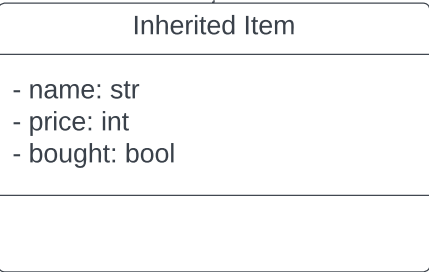 Inherited Item
- name: str
- price: int
- bought: bool